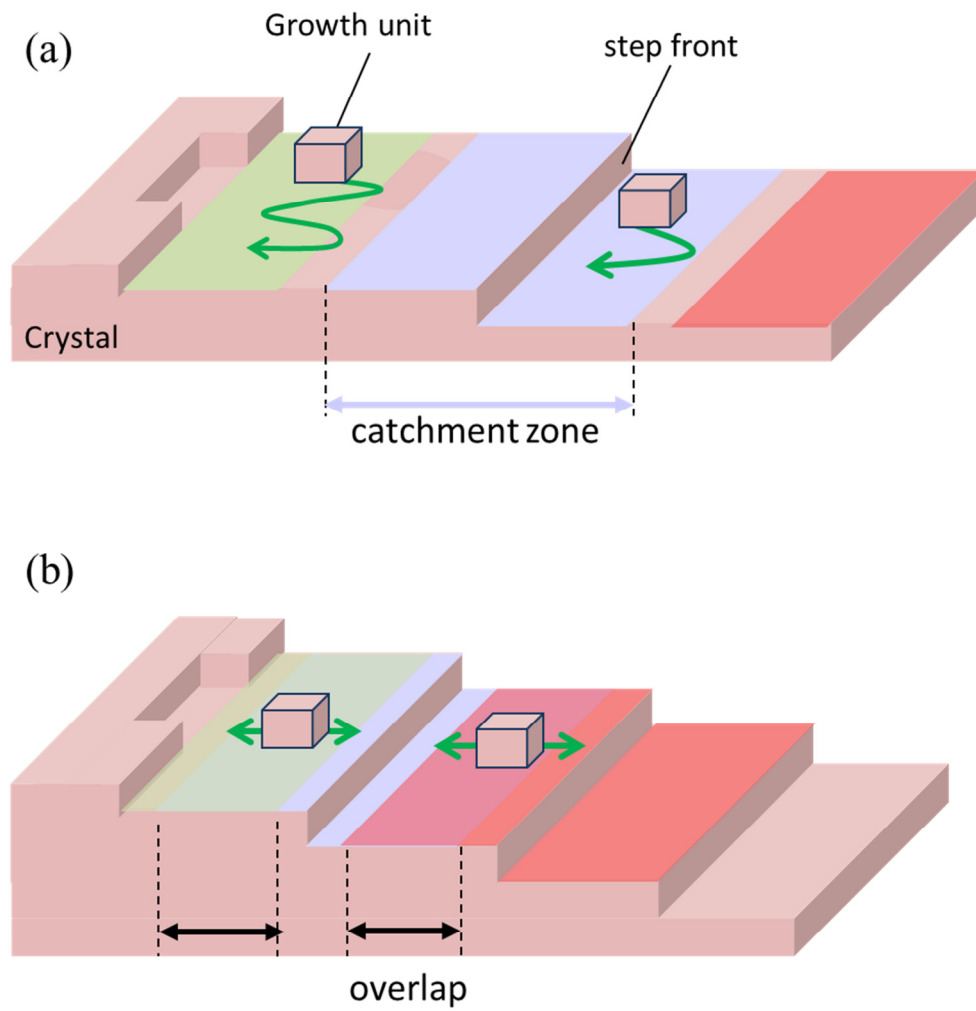 (a)
Growth unit
step front
Crystal
catchment zone
(b)
overlap